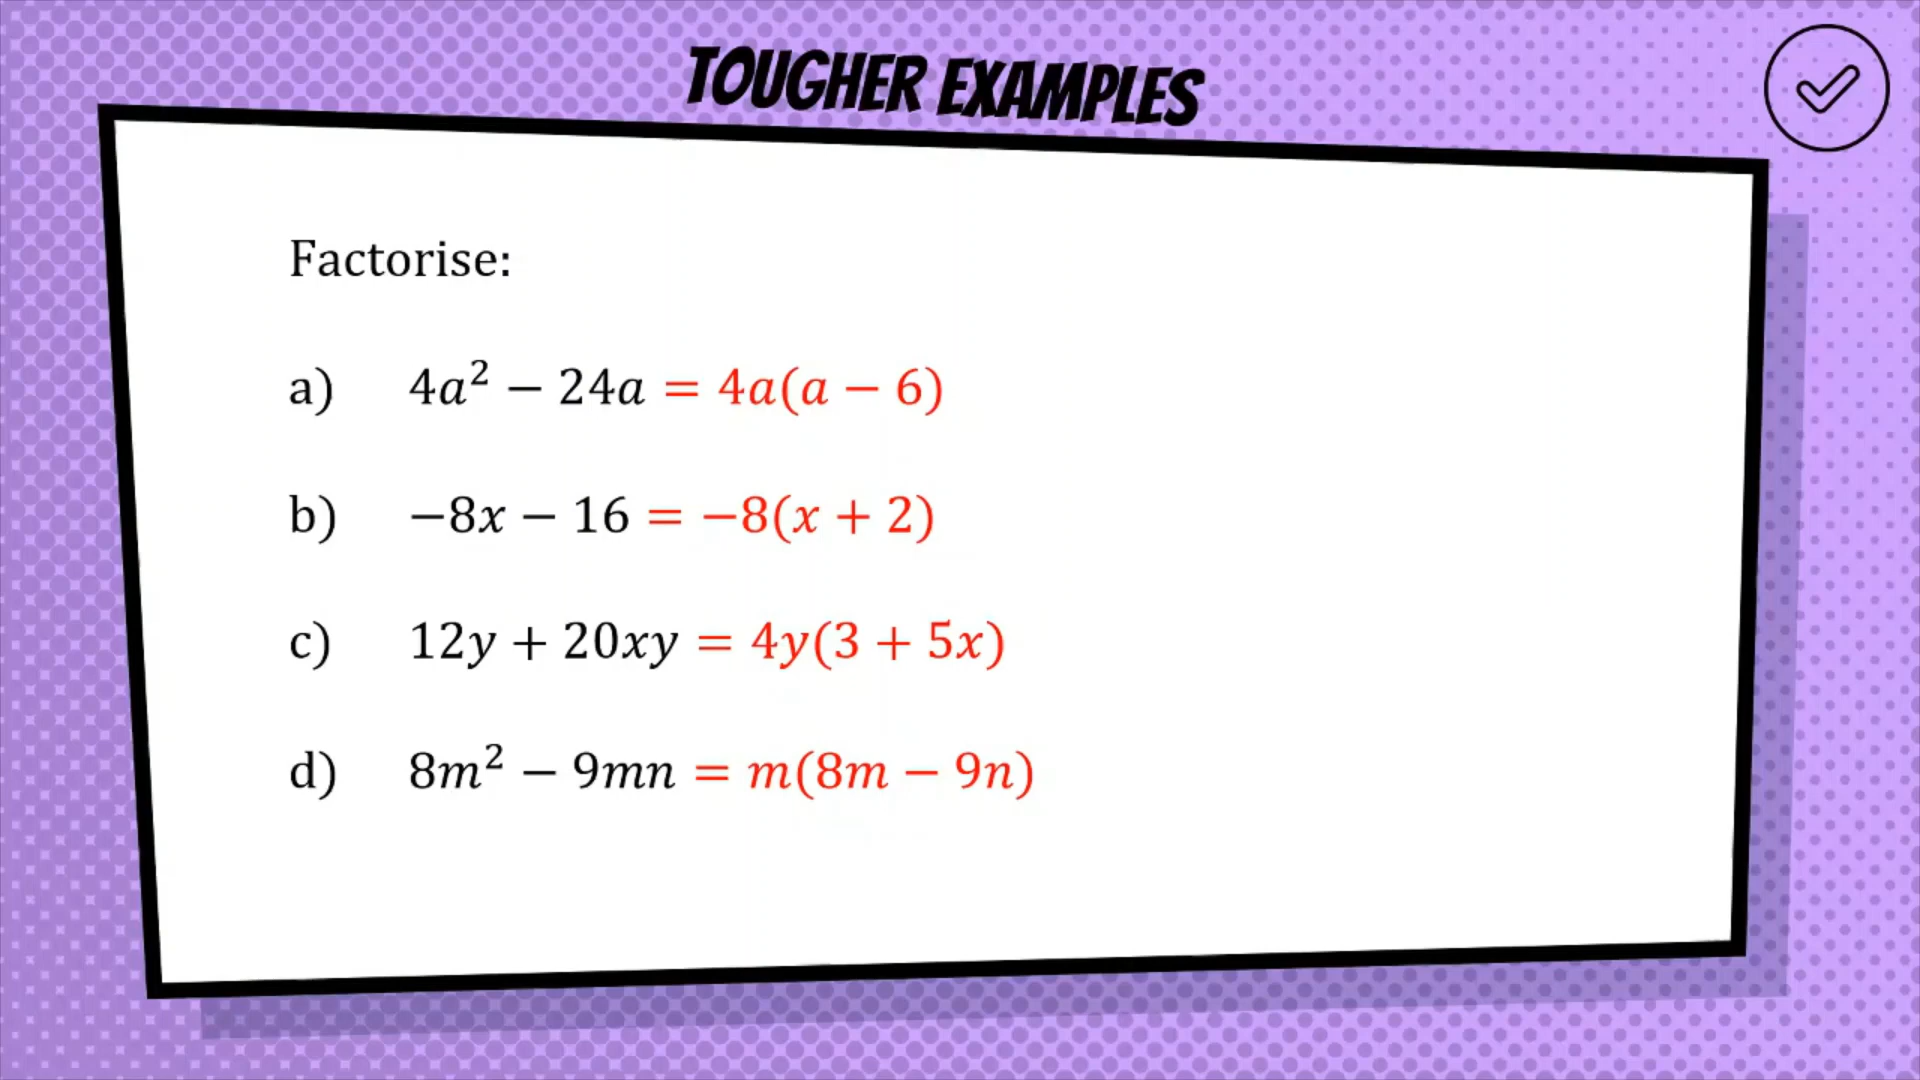 TOUGHER EXAMPLES
Factorise:
a) 4a² − 24a = 4a(a − 6)
b) −8x − 16 = −8(x + 2)
c) 12y + 20xy = 4y(3 + 5x)
d) 8m² − 9mn = m(8m − 9n)